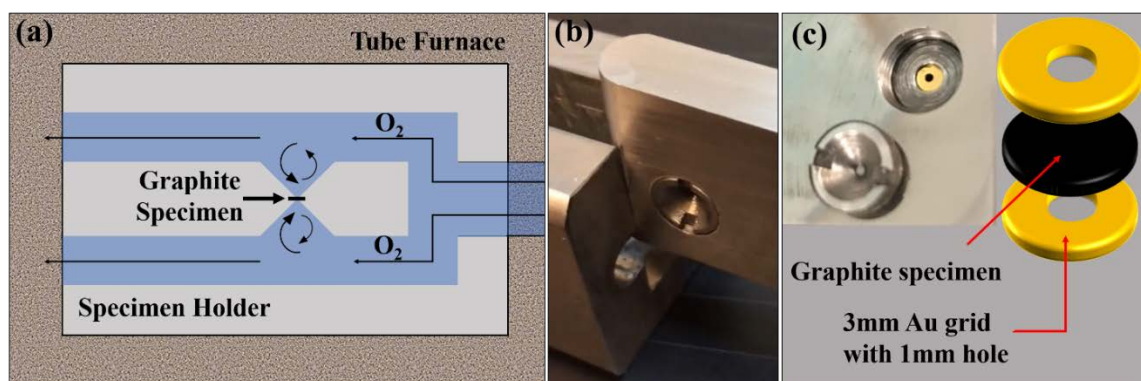 (a)
Tube Furnace
O2
Graphite
Specimen
O2
Specimen Holder
(b)
(c)
Graphite specimen
3mm Au grid
with 1mm hole